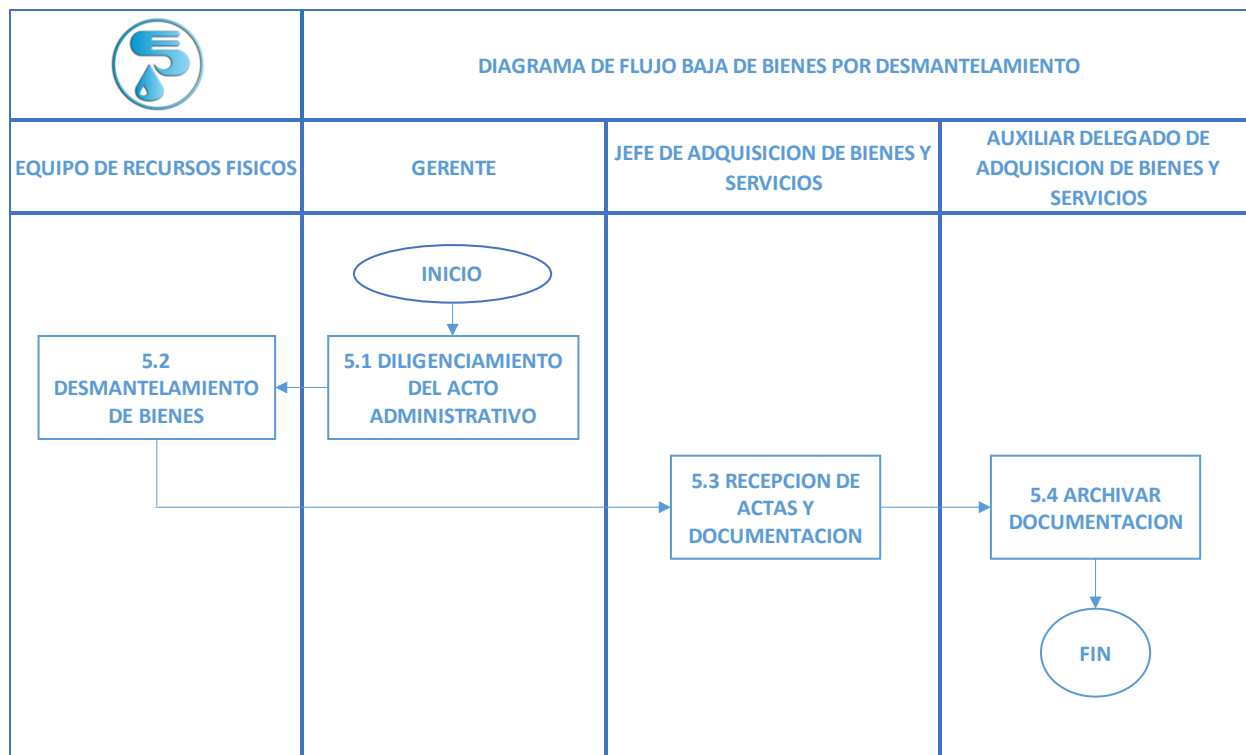 DIAGRAMA DE FLUJO BAJA DE BIENES POR DESMANTELAMIENTO
EQUIPO DE RECURSOS FISICOS
GERENTE
JEFE DE ADQUISICION DE BIENES Y
SERVICIOS
AUXILIAR DELEGADO DE
ADQUISICION DE BIENES Y
SERVICIOS
INICIO
5.1 DILIGENCIAMIENTO
DEL ACTO
ADMINISTRATIVO
5.2
DESMANTELAMIENTO
DE BIENES
5.3 RECEPCION DE
ACTAS Y
DOCUMENTACION
5.4 ARCHIVAR
DOCUMENTACION
FIN